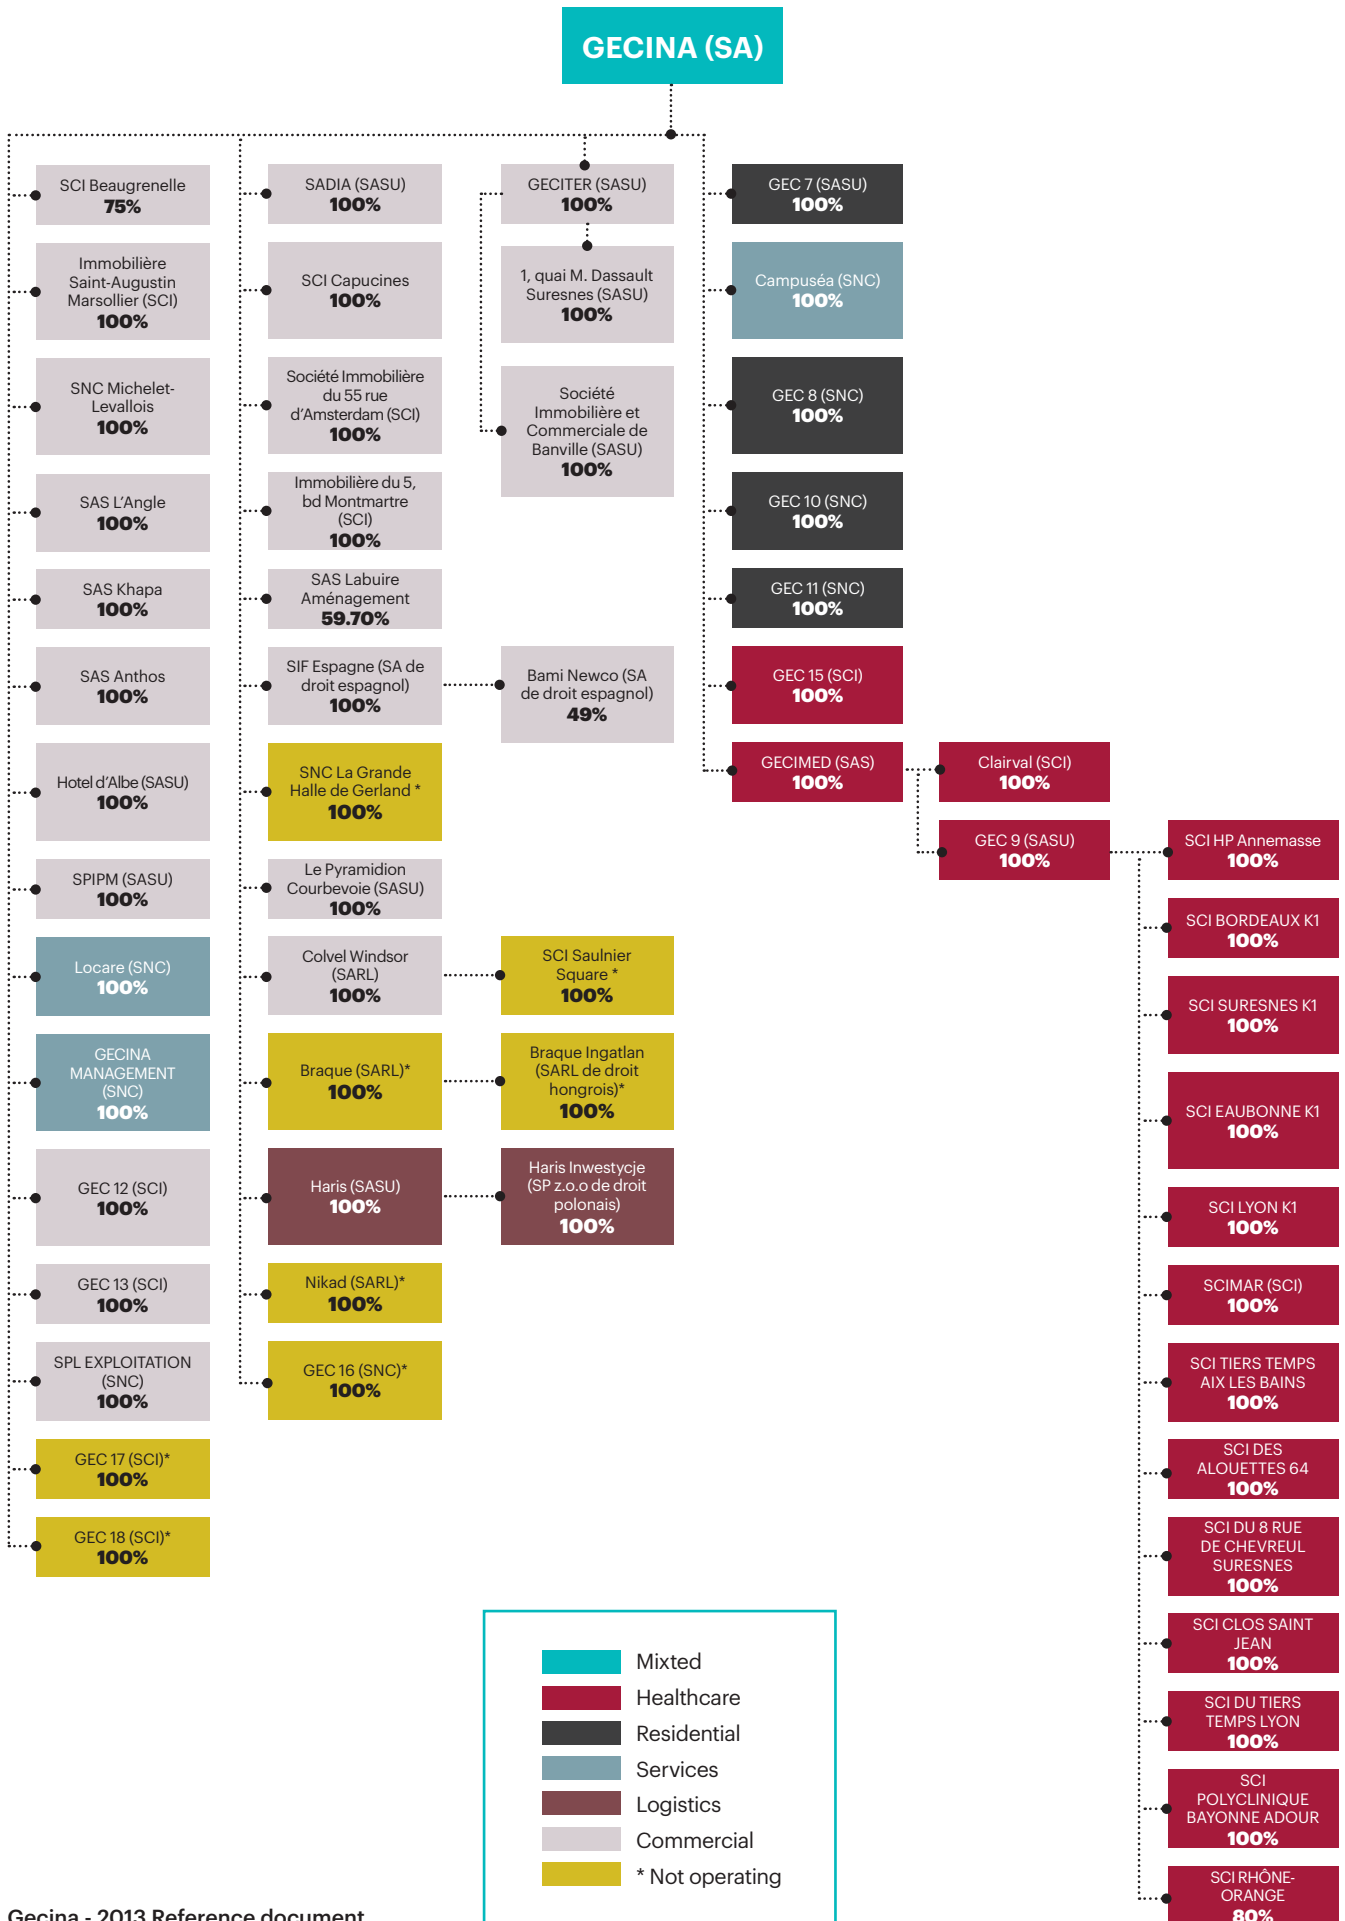 GECINA (SA)
SCI Beaugrenelle
75%
Immobilière
Saint-Augustin
Marsollier (SCI)
100%
SNC Michelet-
Levallois
100%
SAS L'Angle
100%
SAS Khapa
100%
SAS Anthos
100%
Hotel d'Albe (SASU)
100%
SPIPM (SASU)
100%
Locare (SNC)
100%
GECINA
MANAGEMENT
(SNC)
100%
GEC 12 (SCI)
100%
GEC 13 (SCI)
100%
SPL EXPLOITATION
(SNC)
100%
GEC 17 (SCI)*
100%
GEC 18 (SCI)*
100%
SADIA (SASU)
100%
SCI Capucines
100%
Société Immobilière
du 55 rue
d'Amsterdam (SCI)
100%
Immobilière du 5,
bd Montmartre
(SCI)
100%
SAS Labuire
Aménagement
59.70%
SIF Espagne (SA de
droit espagnol)
100%
SNC La Grande
Halle de Gerland *
100%
Le Pyramidion
Courbevoie (SASU)
100%
Colvel Windsor
(SARL)
100%
Braque (SARL)*
100%
Haris (SASU)
100%
Nikad (SARL)*
100%
GEC 16 (SNC)*
100%
GECITER (SASU)
100%
1, quai M. Dassault
Suresnes (SASU)
100%
Société
Immobilière et
Commerciale de
Banville (SASU)
100%
Bami Newco (SA
de droit espagnol)
49%
SCI Saulnier
Square *
100%
Braque Ingatlan
(SARL de droit
hongrois)*
100%
Haris Inwestycje
(SP z.o.o de droit
polonais)
100%
GEC 7 (SASU)
100%
Campuséa (SNC)
100%
GEC 8 (SNC)
100%
GEC 10 (SNC)
100%
GEC 11 (SNC)
100%
GEC 15 (SCI)
100%
GECIMED (SAS)
100%
Clairval (SCI)
100%
GEC 9 (SASU)
100%
SCI HP Annemasse
100%
SCI BORDEAUX K1
100%
SCI SURESNES K1
100%
SCI EAUBONNE K1
100%
SCI LYON K1
100%
SCIMAR (SCI)
100%
SCI TIERS TEMPS
AIX LES BAINS
100%
SCI DES
ALOUETTES 64
100%
SCI DU 8 RUE
DE CHEVREUL
SURESNES
100%
SCI CLOS SAINT
JEAN
100%
SCI DU TIERS
TEMPS LYON
100%
SCI
POLYCLINIQUE
BAYONNE ADOUR
100%
SCI RHÔNE-
ORANGE
80%
Mixted
Healthcare
Residential
Services
Logistics
Commercial
* Not operating
Gecina - 2013 Reference document